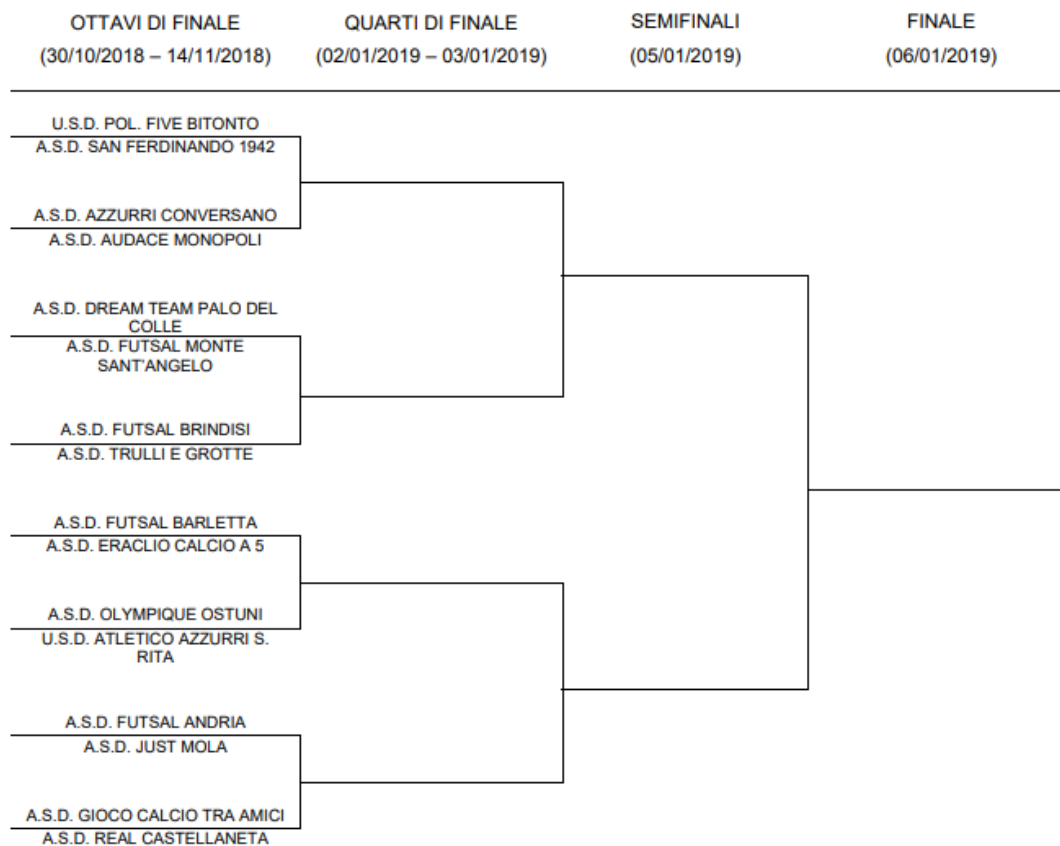 OTTAVI DI FINALE QUARTI DI FINALE SEMIFINALI FINALE
(30/10/2018 – 14/11/2018) (02/01/2019 – 03/01/2019) (05/01/2019) (06/01/2019)
U.S.D. POL. FIVE BITONTO
A.S.D. SAN FERDINANDO 1942
A.S.D. AZZURRI CONVERSANO
A.S.D. AUDACE MONOPOLI
A.S.D. DREAM TEAM PALO DEL
COLLE
A.S.D. FUTSAL MONTE
SANT'ANGELO
A.S.D. FUTSAL BRINDISI
A.S.D. TRULLI E GROTTE
A.S.D. FUTSAL BARLETTA
A.S.D. ERACLIO CALCIO A 5
A.S.D. OLYMPIQUE OSTUNI
U.S.D. ATLETICO AZZURRI S.
RITA
A.S.D. FUTSAL ANDRIA
A.S.D. JUST MOLA
A.S.D. GIOCO CALCIO TRA AMICI
A.S.D. REAL CASTELLANETA